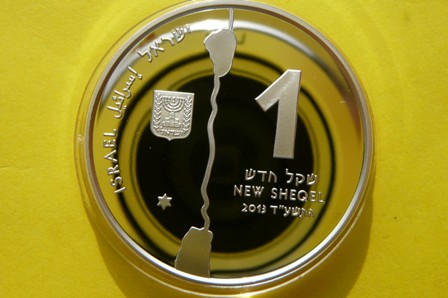 ישראל إسرائيل ISRAEL
1
שקל חדש
NEW SHEQEL
2013 התשע"ד